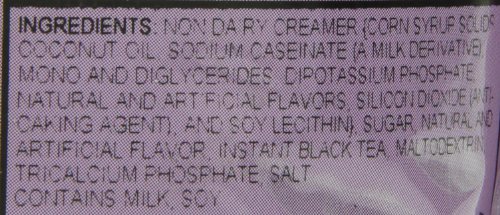 INGREDIENTS: NON DAIRY CREAMER (CORN SYRUP SOLIDS,
COCONUT OIL, SODIUM CASEINATE (A MILK DERIVATIVE),
MONO AND DIGLYCERIDES, DIPOTASSIUM PHOSPHATE,
NATURAL AND ARTIFICIAL FLAVORS, SILICON DIOXIDE (ANTI-
CAKING AGENT), AND SOY LECITHIN), SUGAR, NATURAL AND
ARTIFICIAL FLAVOR, INSTANT BLACK TEA, MALTODEXTRIN,
TRICALCIUM PHOSPHATE, SALT
CONTAINS MILK, SOY